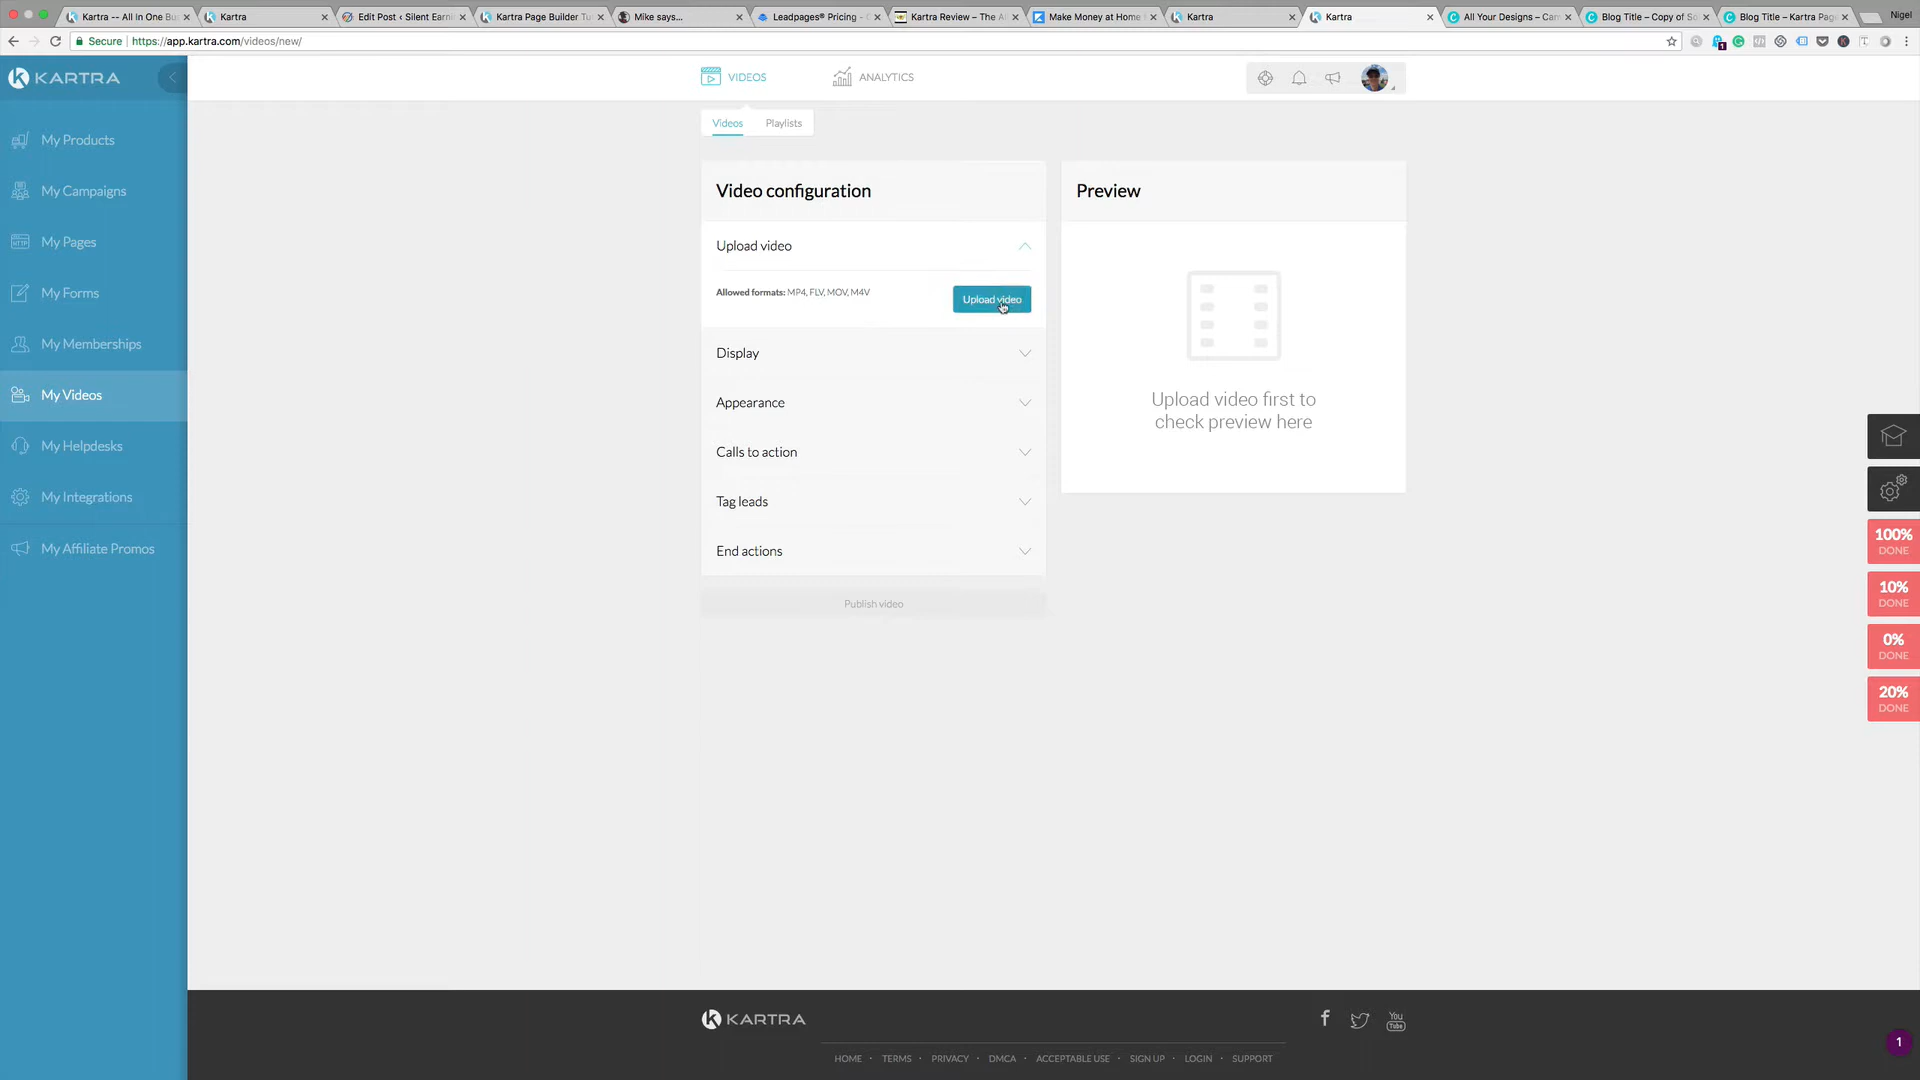 Kartra -- All In One Bu
Kartra
Edit Post ‹ Silent Earni
Kartra Page Builder Tu
Mike says...
Leadpages® Pricing -
Kartra Review – The Al
Make Money at Home
Kartra
Kartra
All Your Designs – Can
Blog Title – Copy of So
Blog Title – Kartra Pag
Nigel
Secure
https://app.kartra.com/videos/new/
1
KARTRA
VIDEOS
ANALYTICS
Videos
Playlists
My Products
My Campaigns
My Pages
My Forms
My Memberships
My Videos
My Helpdesks
My Integrations
My Affiliate Promos
Video configuration
Upload video
Allowed formats: MP4, FLV, MOV, M4V
Upload video
Display
Appearance
Calls to action
Tag leads
End actions
Publish video
Preview
Upload video first to
check preview here
100%
DONE
10%
DONE
0%
DONE
20%
DONE
KARTRA
You
Tube
HOME · TERMS · PRIVACY · DMCA · ACCEPTABLE USE · SIGN UP · LOGIN · SUPPORT
1